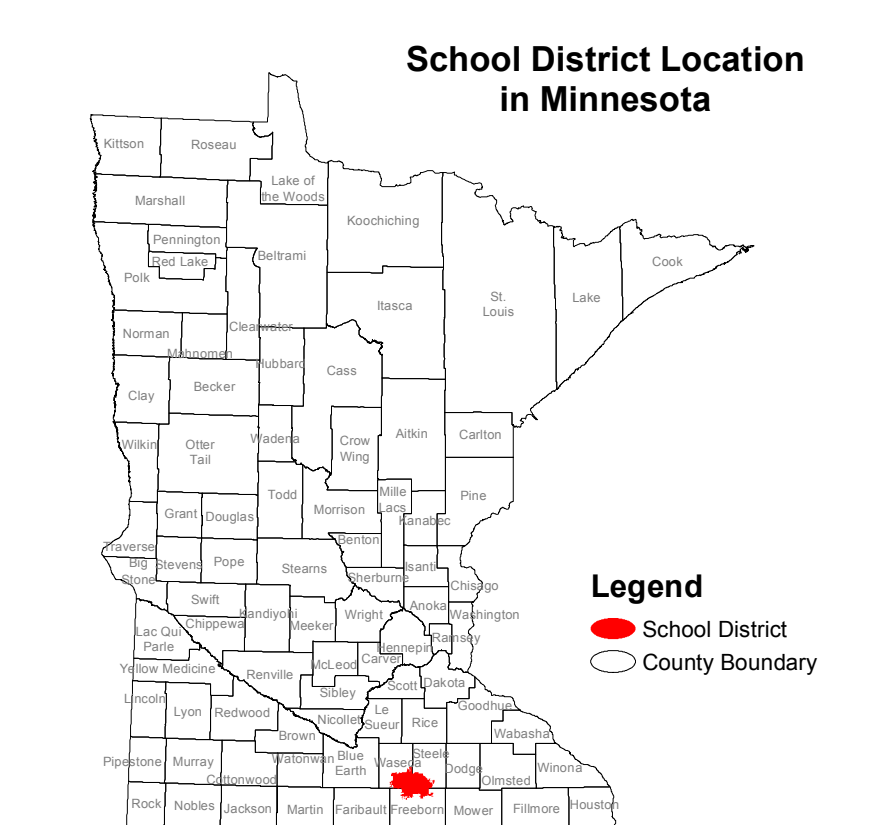 School District Location
in Minnesota
Kittson
Roseau
Lake of
the Woods
Marshall
Koochiching
Pennington
Red Lake
Beltrami
Polk
Cook
St.
Louis
Lake
Itasca
Norman
Clearwater
Mahnomen
Hubbard
Cass
Becker
Clay
Wilkin
Otter
Tail
Wadena
Crow
Wing
Aitkin
Carlton
Todd
Mille
Lacs
Pine
Grant
Douglas
Morrison
Kanabec
Benton
Traverse
Big
Stone
Stevens
Pope
Stearns
Isanti
Sherburne
Chisago
Swift
Kandiyohi
Anoka
Washington
Chippewa
Meeker
Wright
Lac Qui
Parle
Ramsey
Hennepin
Yellow Medicine
Renville
McLeod
Carver
Scott
Dakota
Sibley
Lincoln
Lyon
Redwood
Nicollet
Le
Sueur
Rice
Goodhue
Brown
Wabasha
Pipestone
Murray
Cottonwood
Watonwan
Blue
Earth
Waseca
Steele
Dodge
Olmsted
Winona
Rock
Nobles
Jackson
Martin
Faribault
Freeborn
Mower
Fillmore
Houston
Legend
School District
County Boundary